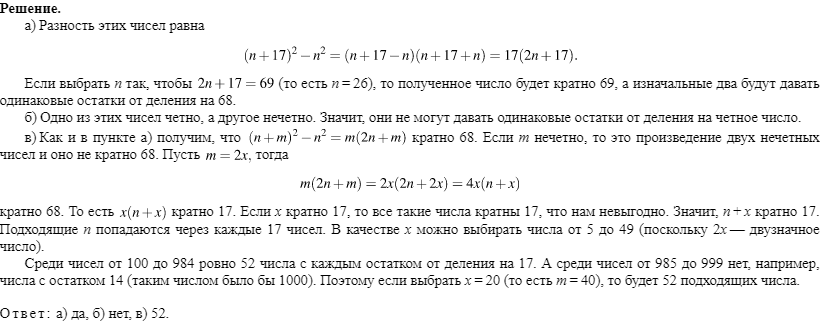 Решение.
а) Разность этих чисел равна
(n + 17)² − n² = (n + 17 − n)(n + 17 + n) = 17(2n + 17).
Если выбрать n так, чтобы 2n + 17 = 69 (то есть n = 26), то полученное число будет кратно 69, а изначальные два будут давать
одинаковые остатки от деления на 68.
б) Одно из этих чисел четно, а другое нечетно. Значит, они не могут давать одинаковые остатки от деления на четное число.
в) Как и в пункте а) получим, что (n + m)² − n² = m(2n + m) кратно 68. Если m нечетно, то это произведение двух нечетных
чисел и оно не кратно 68. Пусть m = 2x, тогда
m(2n + m) = 2x(2n + 2x) = 4x(n + x)
кратно 68. То есть x(n + x) кратно 17. Если x кратно 17, то все такие числа кратны 17, что нам невыгодно. Значит, n + x кратно 17.
Подходящие n попадаются через каждые 17 чисел. В качестве x можно выбирать числа от 5 до 49 (поскольку 2x — двузначное
число).
Среди чисел от 100 до 984 ровно 52 числа с каждым остатком от деления на 17. А среди чисел от 985 до 999 нет, например,
числа с остатком 14 (таким числом было бы 1000). Поэтому если выбрать x = 20 (то есть m = 40), то будет 52 подходящих числа.
Ответ: а) да, б) нет, в) 52.